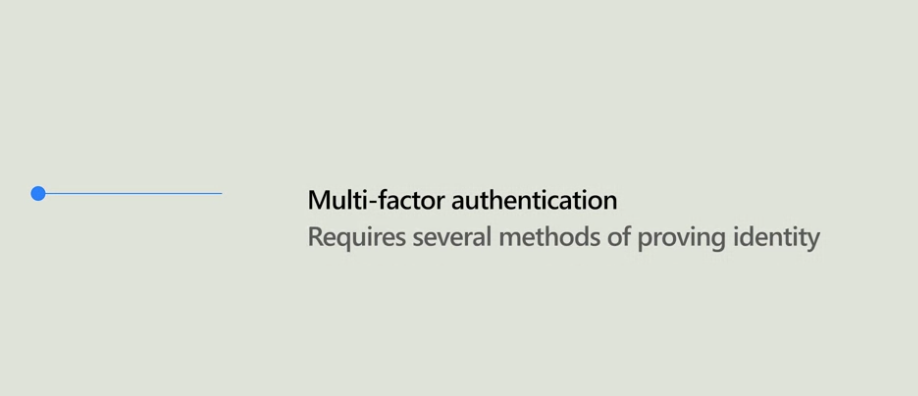 Multi-factor authentication
Requires several methods of proving identity